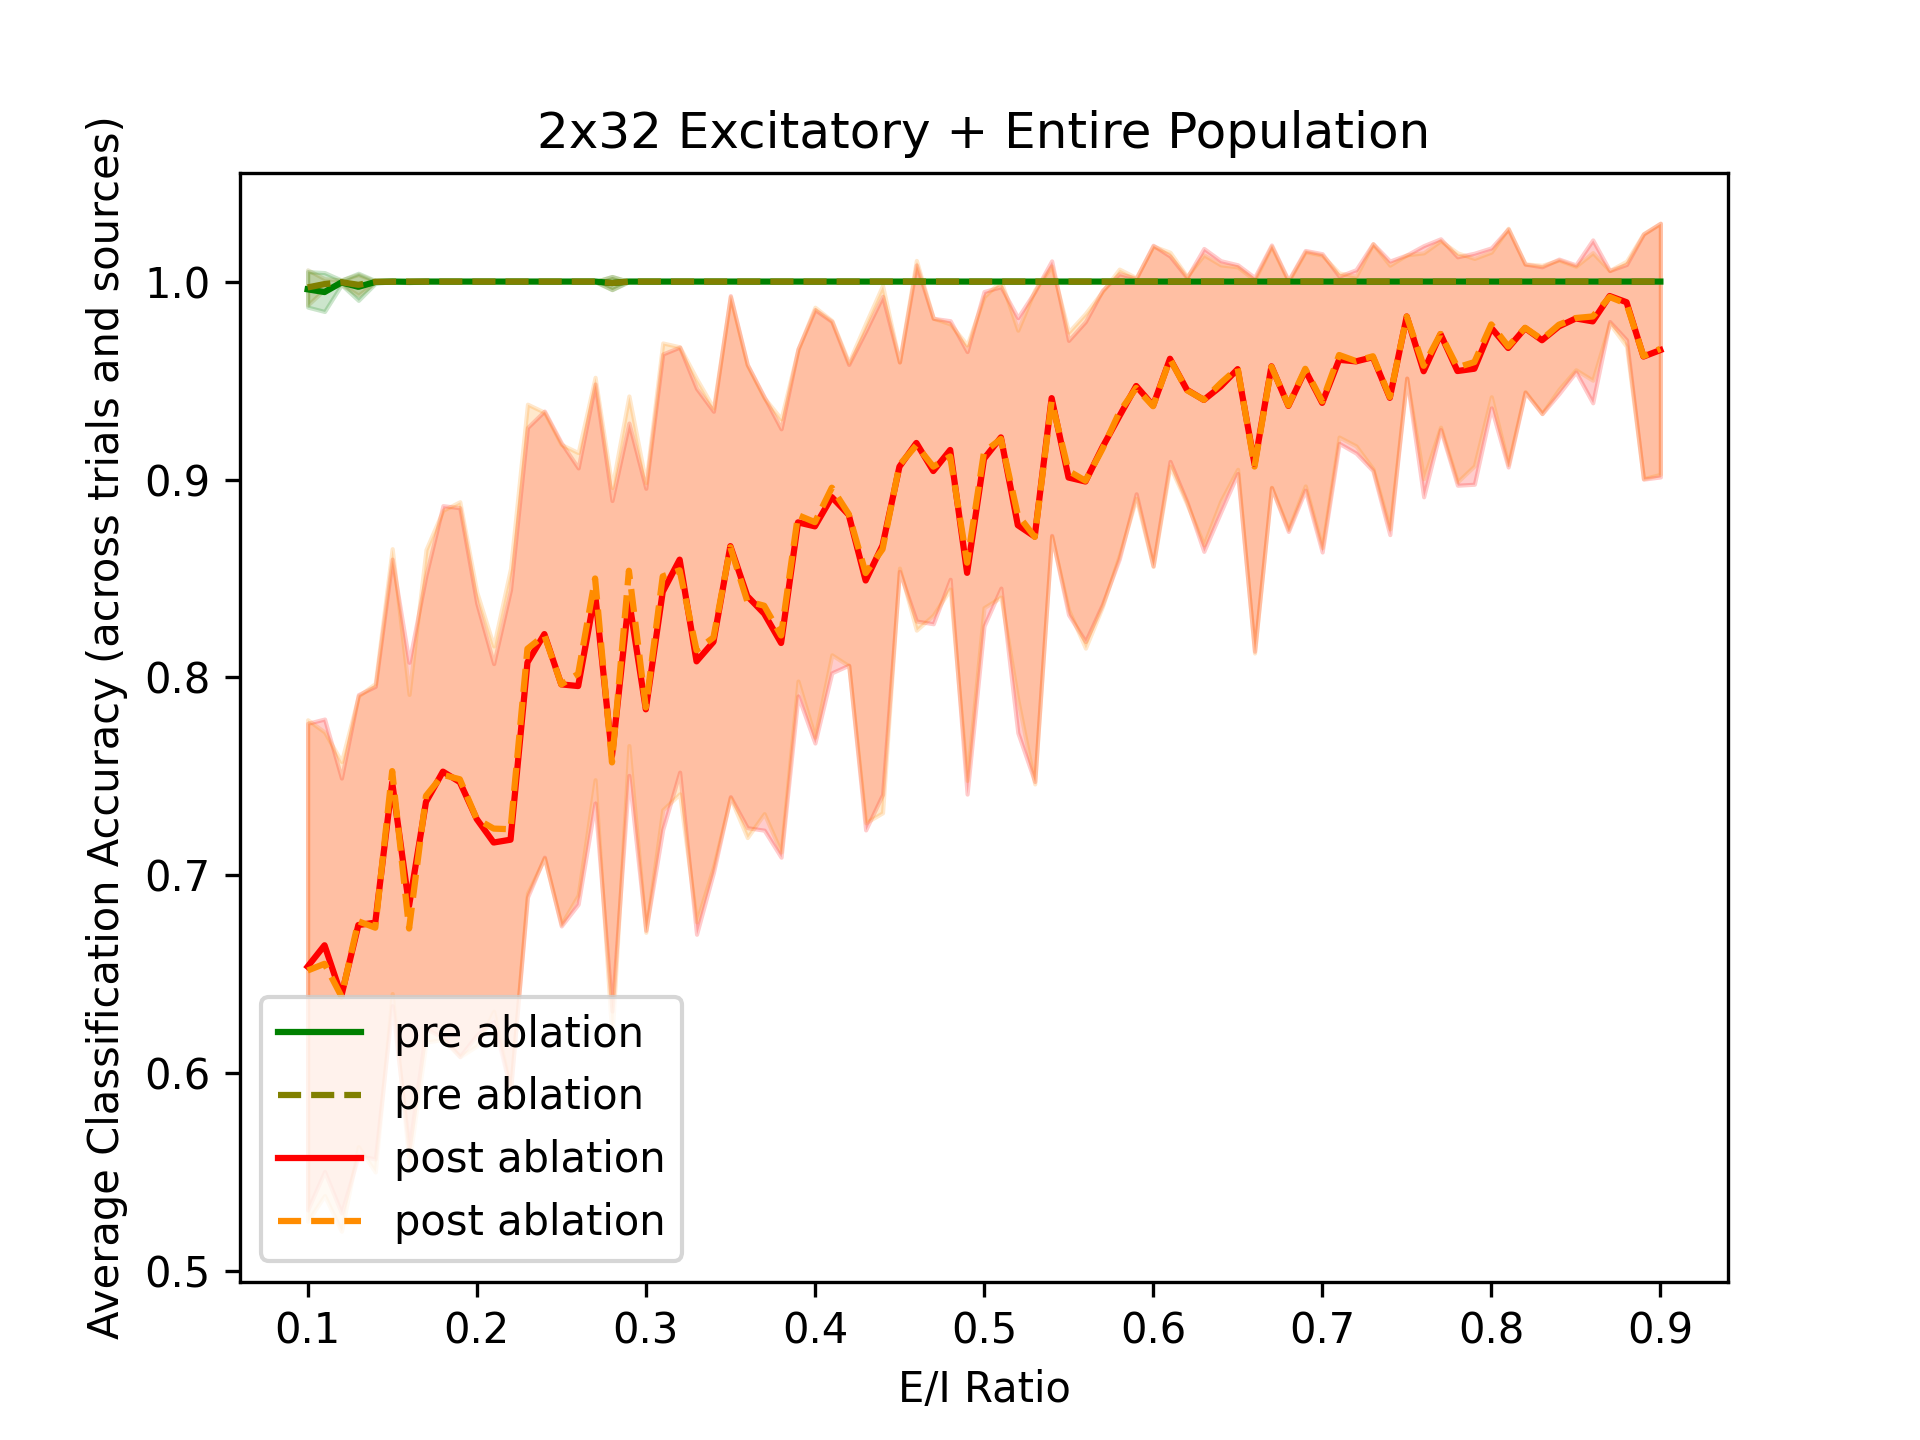 2x32 Excitatory + Entire Population
Average Classification Accuracy (across trials and sources)
1.0
0.9
0.8
0.7
0.6
0.5
pre ablation
pre ablation
post ablation
post ablation
0.1 0.2 0.3 0.4 0.5 0.6 0.7 0.8 0.9
E/I Ratio